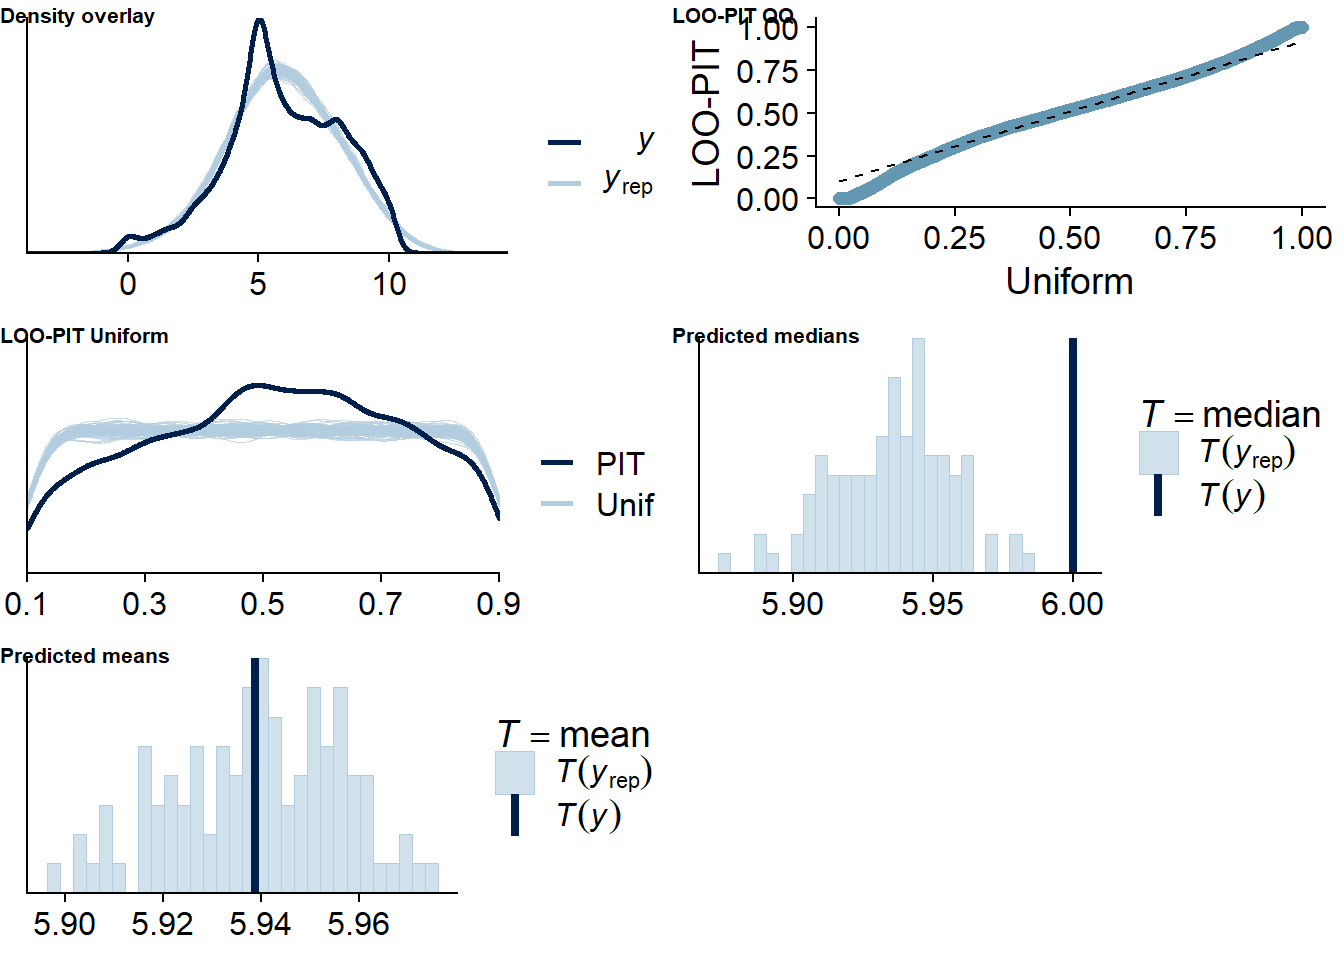 Density overlay
y
yrep
0 5 10
LOO-PIT QQ
LOO-PIT
1.00
0.75
0.50
0.25
0.00
0.00 0.25 0.50 0.75 1.00
Uniform
LOO-PIT Uniform
PIT
Unif
0.1 0.3 0.5 0.7 0.9
Predicted medians
T = median
T(yrep)
T(y)
5.90 5.95 6.00
Predicted means
T = mean
T(yrep)
T(y)
5.90 5.92 5.94 5.96